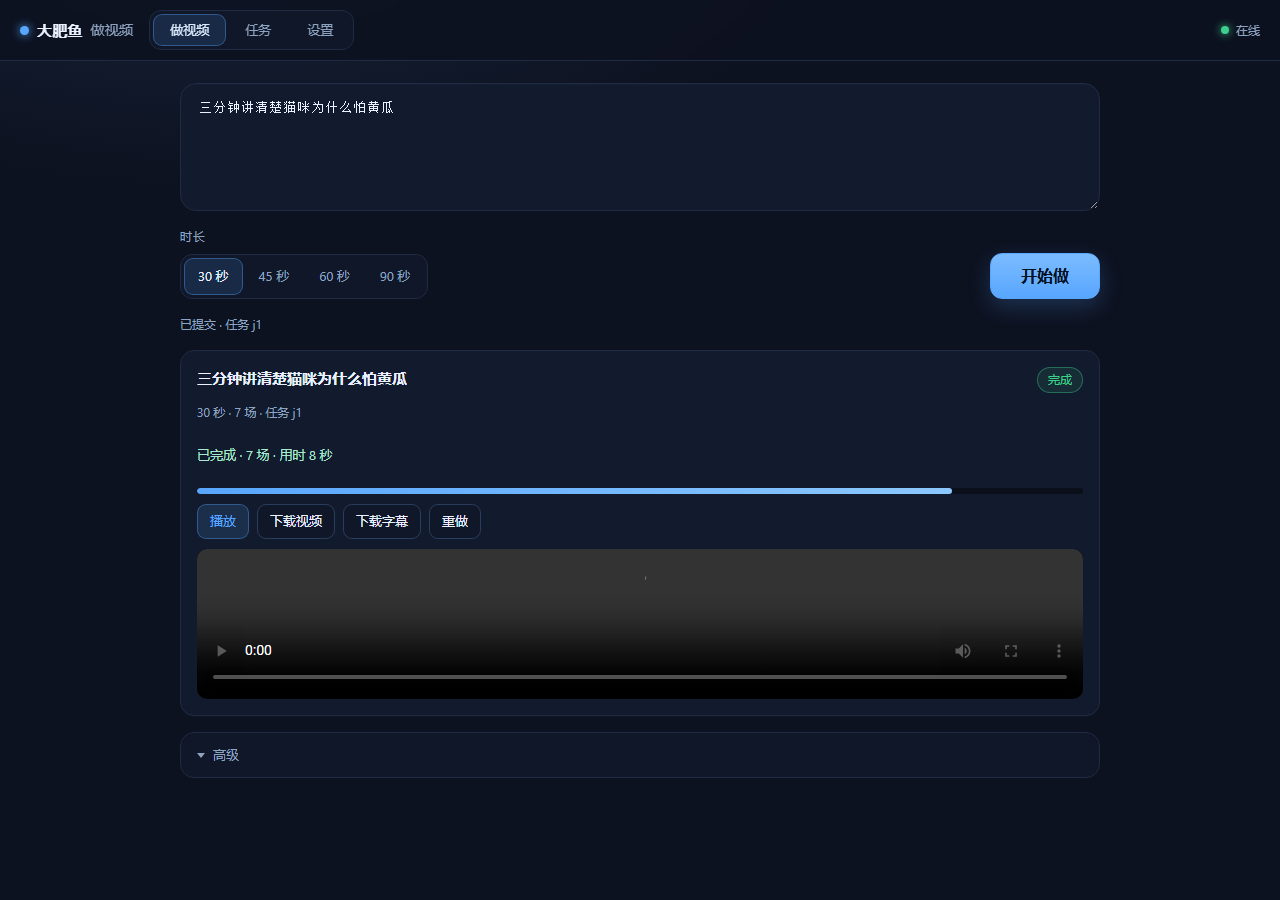 大肥鱼 做视频 做视频 任务 设置 在线
三分钟讲清楚猫咪为什么怕黄瓜
时长
30 秒 45 秒 60 秒 90 秒 开始做
已提交 · 任务 j1
三分钟讲清楚猫咪为什么怕黄瓜 完成
30 秒 · 7 场 · 任务 j1
已完成 · 7 场 · 用时 8 秒
播放 下载视频 下载字幕 重做
0:00
高级